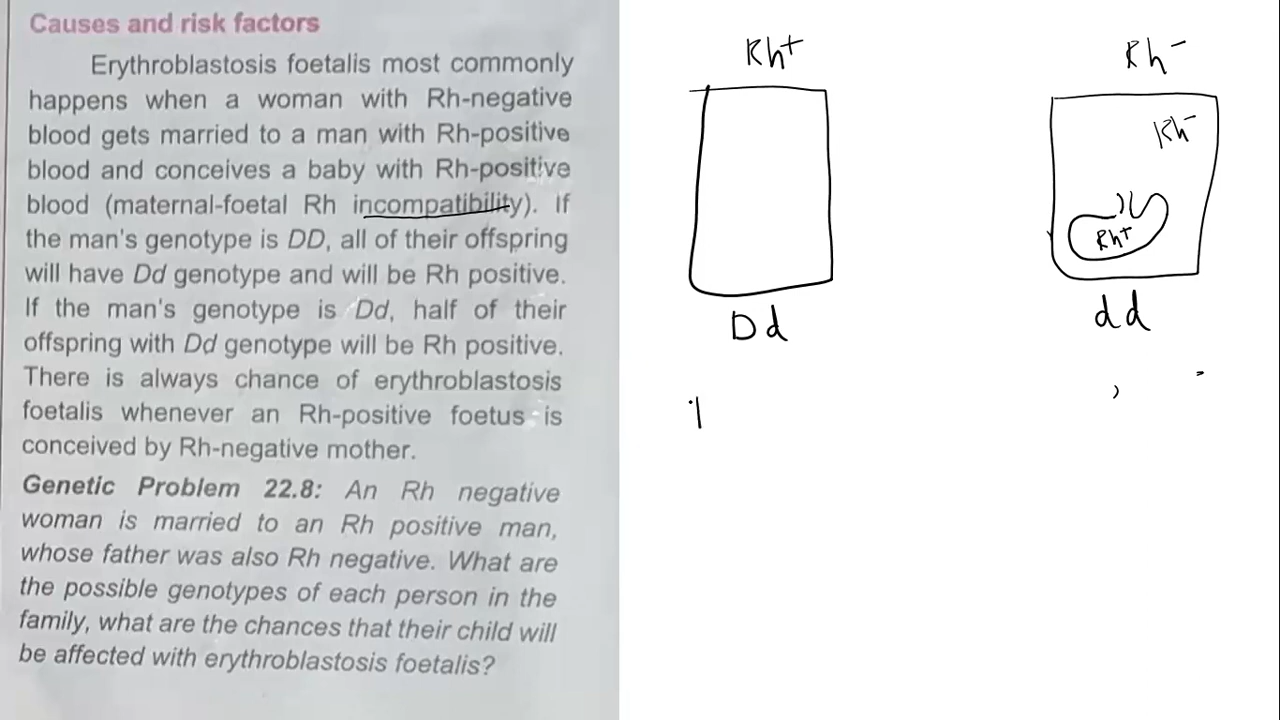 Causes and risk factors
Erythroblastosis foetalis most commonly
happens when a woman with Rh-negative
blood gets married to a man with Rh-positive
blood and conceives a baby with Rh-positive
blood (maternal-foetal Rh incompatibility). If
the man's genotype is DD, all of their offspring
will have Dd genotype and will be Rh positive.
If the man's genotype is Dd, half of their
offspring with Dd genotype will be Rh positive.
There is always chance of erythroblastosis
foetalis whenever an Rh-positive foetus is
conceived by Rh-negative mother.
Genetic Problem 22.8: An Rh negative
woman is married to an Rh positive man,
whose father was also Rh negative. What are
the possible genotypes of each person in the
family, what are the chances that their child will
be affected with erythroblastosis foetalis?
Rh+
Dd
Rh-
Rh-
Rh+
dd